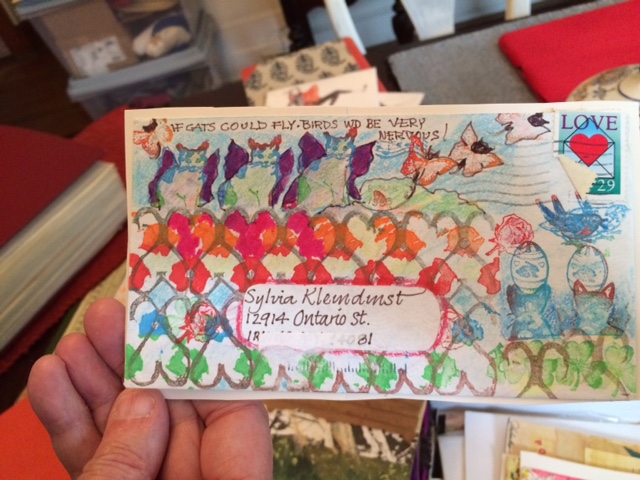 IF CATS COULD FLY · BIRDS WD BE VERY
NERVOUS!
LOVE
29
Sylvia
12914 Ontario St.